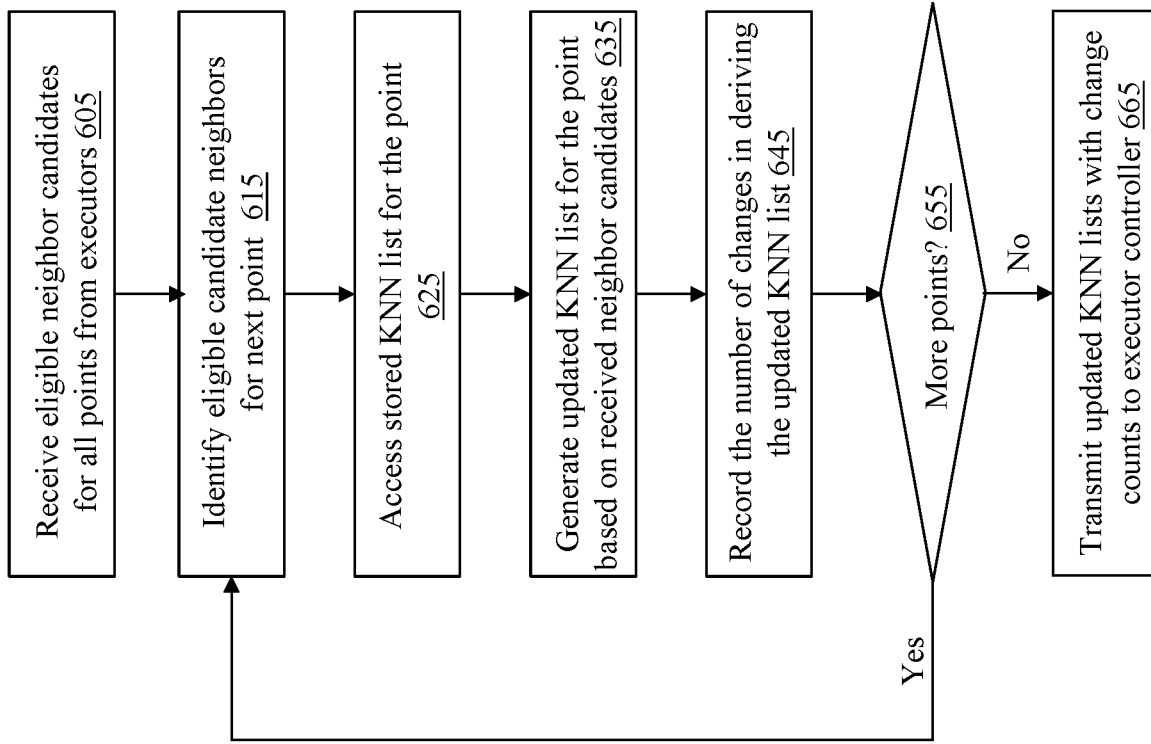 Receive eligible neighbor candidates
for all points from executors 605
Identify eligible candidate neighbors
for next point 615
Access stored KNN list for the point
625
Generate updated KNN list for the point
based on received neighbor candidates 635
Record the number of changes in deriving
the updated KNN list 645
More points? 655
Yes
No
Transmit updated KNN lists with change
counts to executor controller 665